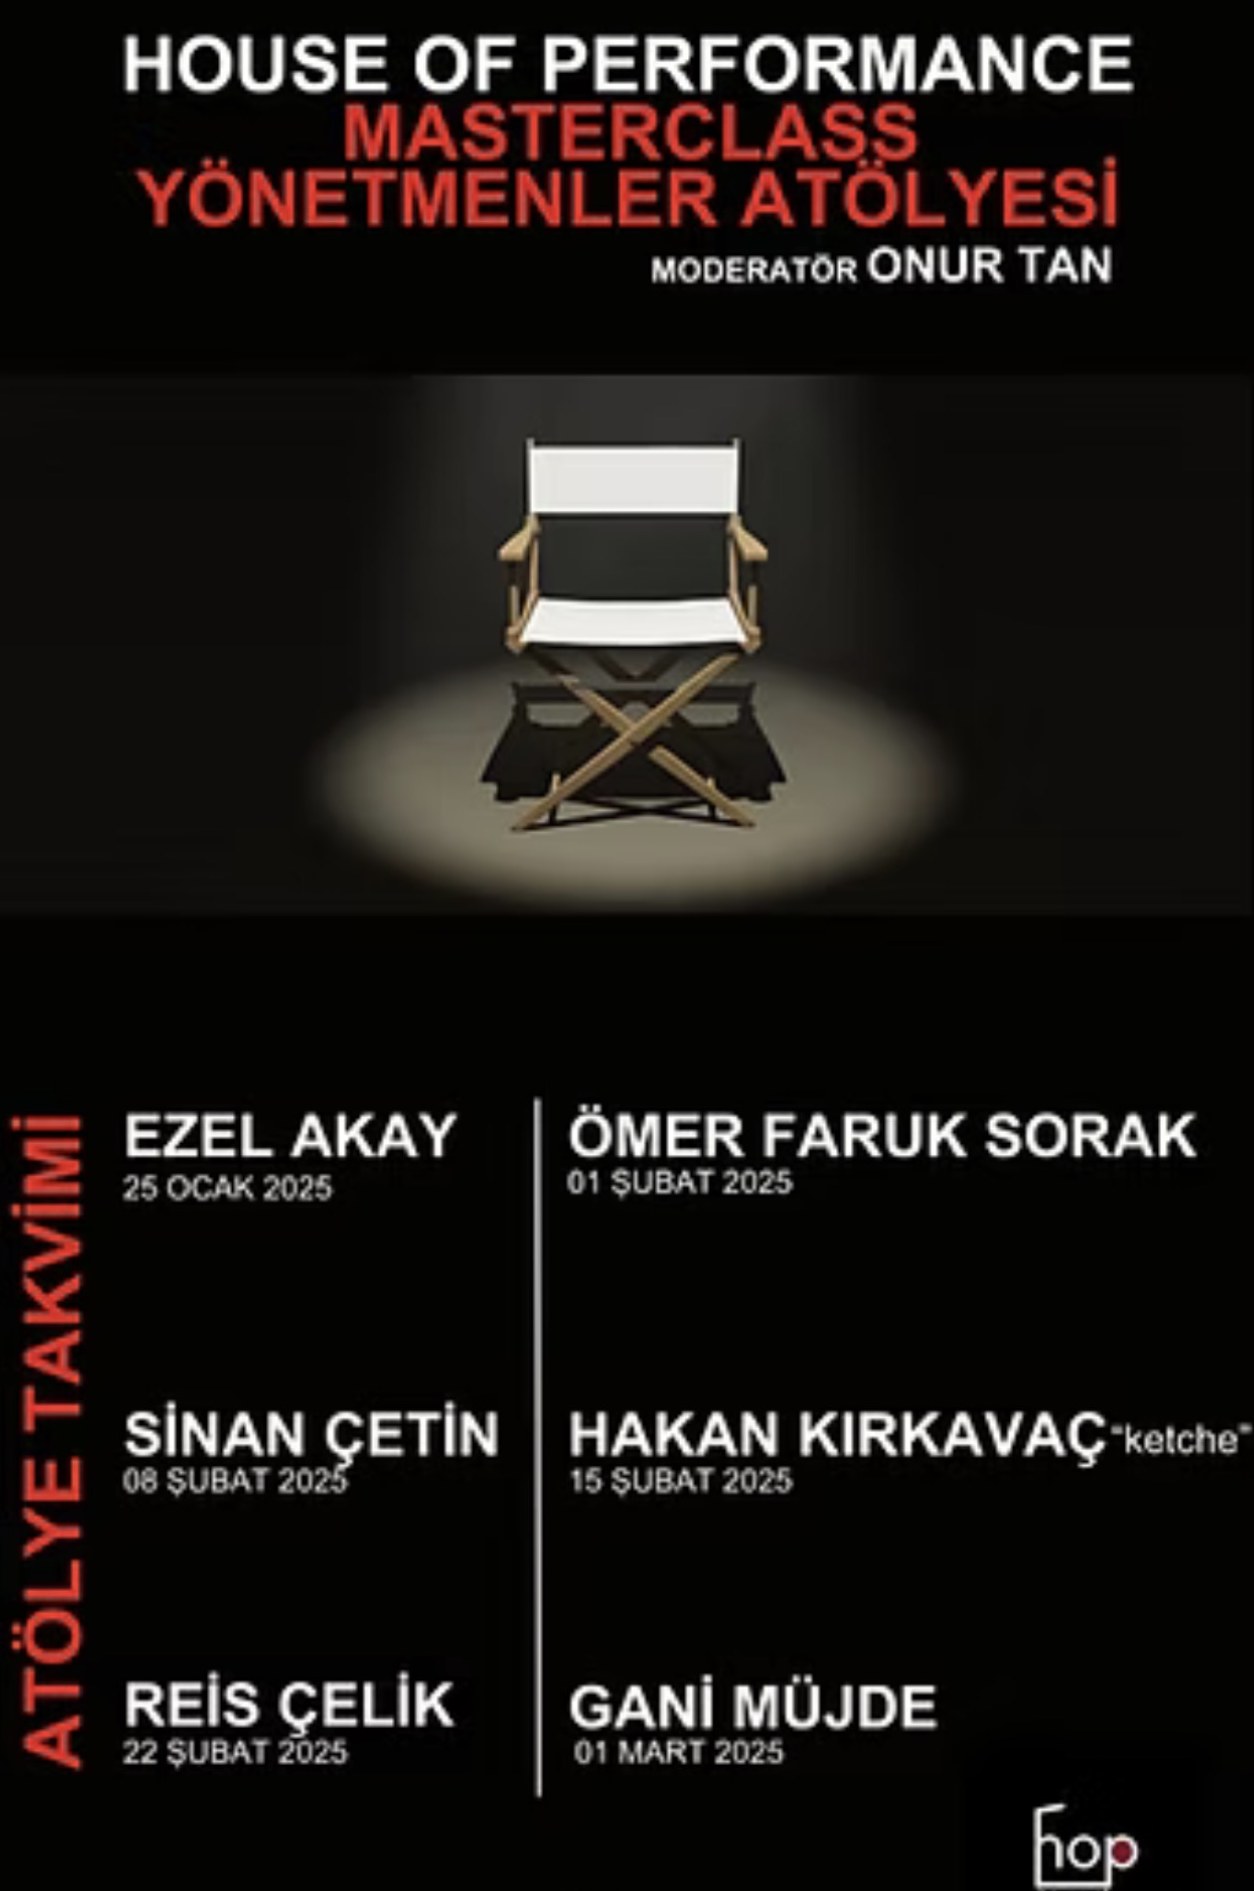 HOUSE OF PERFORMANCE
MASTERCLASS
YÖNETMENLER ATÖLYESİ
MODERATÖR ONUR TAN
ATÖLYE TAKVİMİ
EZEL AKAY
25 OCAK 2025
ÖMER FARUK SORAK
01 ŞUBAT 2025
SİNAN ÇETİN
08 ŞUBAT 2025
HAKAN KIRKAVAÇ "ketche"
15 ŞUBAT 2025
REİS ÇELİK
22 ŞUBAT 2025
GANİ MÜJDE
01 MART 2025
hop